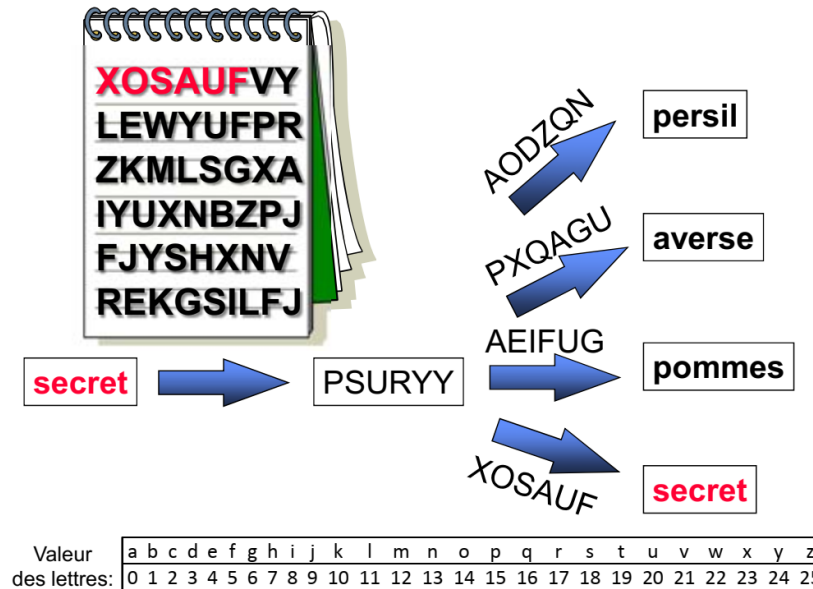 XOSAUFVY
LEWYUFPR
ZKMLSGXA
IYUXNBZPJ
FJYSHXNV
REKGSILFJ
AODZQN
persil
PXQAGU
averse
secret
PSURYY
AEIFUG
pommes
XOSAUF
secret
Valeur des lettres:
a b c d e f g h i j k l m n o p q r s t u v w x y z
0 1 2 3 4 5 6 7 8 9 10 11 12 13 14 15 16 17 18 19 20 21 22 23 24 25